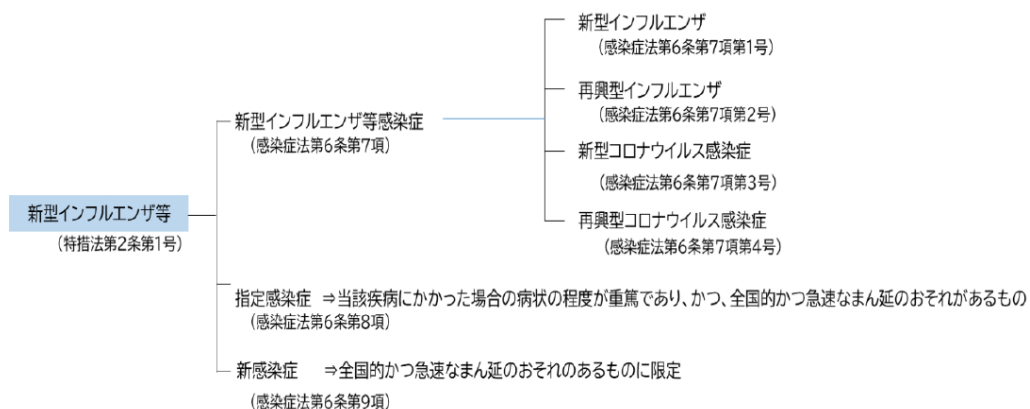 新型インフルエンザ
(感染症法第6条第7項第1号)
再興型インフルエンザ
(感染症法第6条第7項第2号)
新型インフルエンザ等感染症
(感染症法第6条第7項)
新型コロナウイルス感染症
(感染症法第6条第7項第3号)
再興型コロナウイルス感染症
(感染症法第6条第7項第4号)
新型インフルエンザ等
(特措法第2条第1号)
指定感染症 ⇒当該疾病にかかった場合の病状の程度が重篤であり、かつ、全国的かつ急速なまん延のおそれがあるもの
(感染症法第6条第8項)
新感染症 ⇒全国的かつ急速なまん延のおそれのあるものに限定
(感染症法第6条第9項)